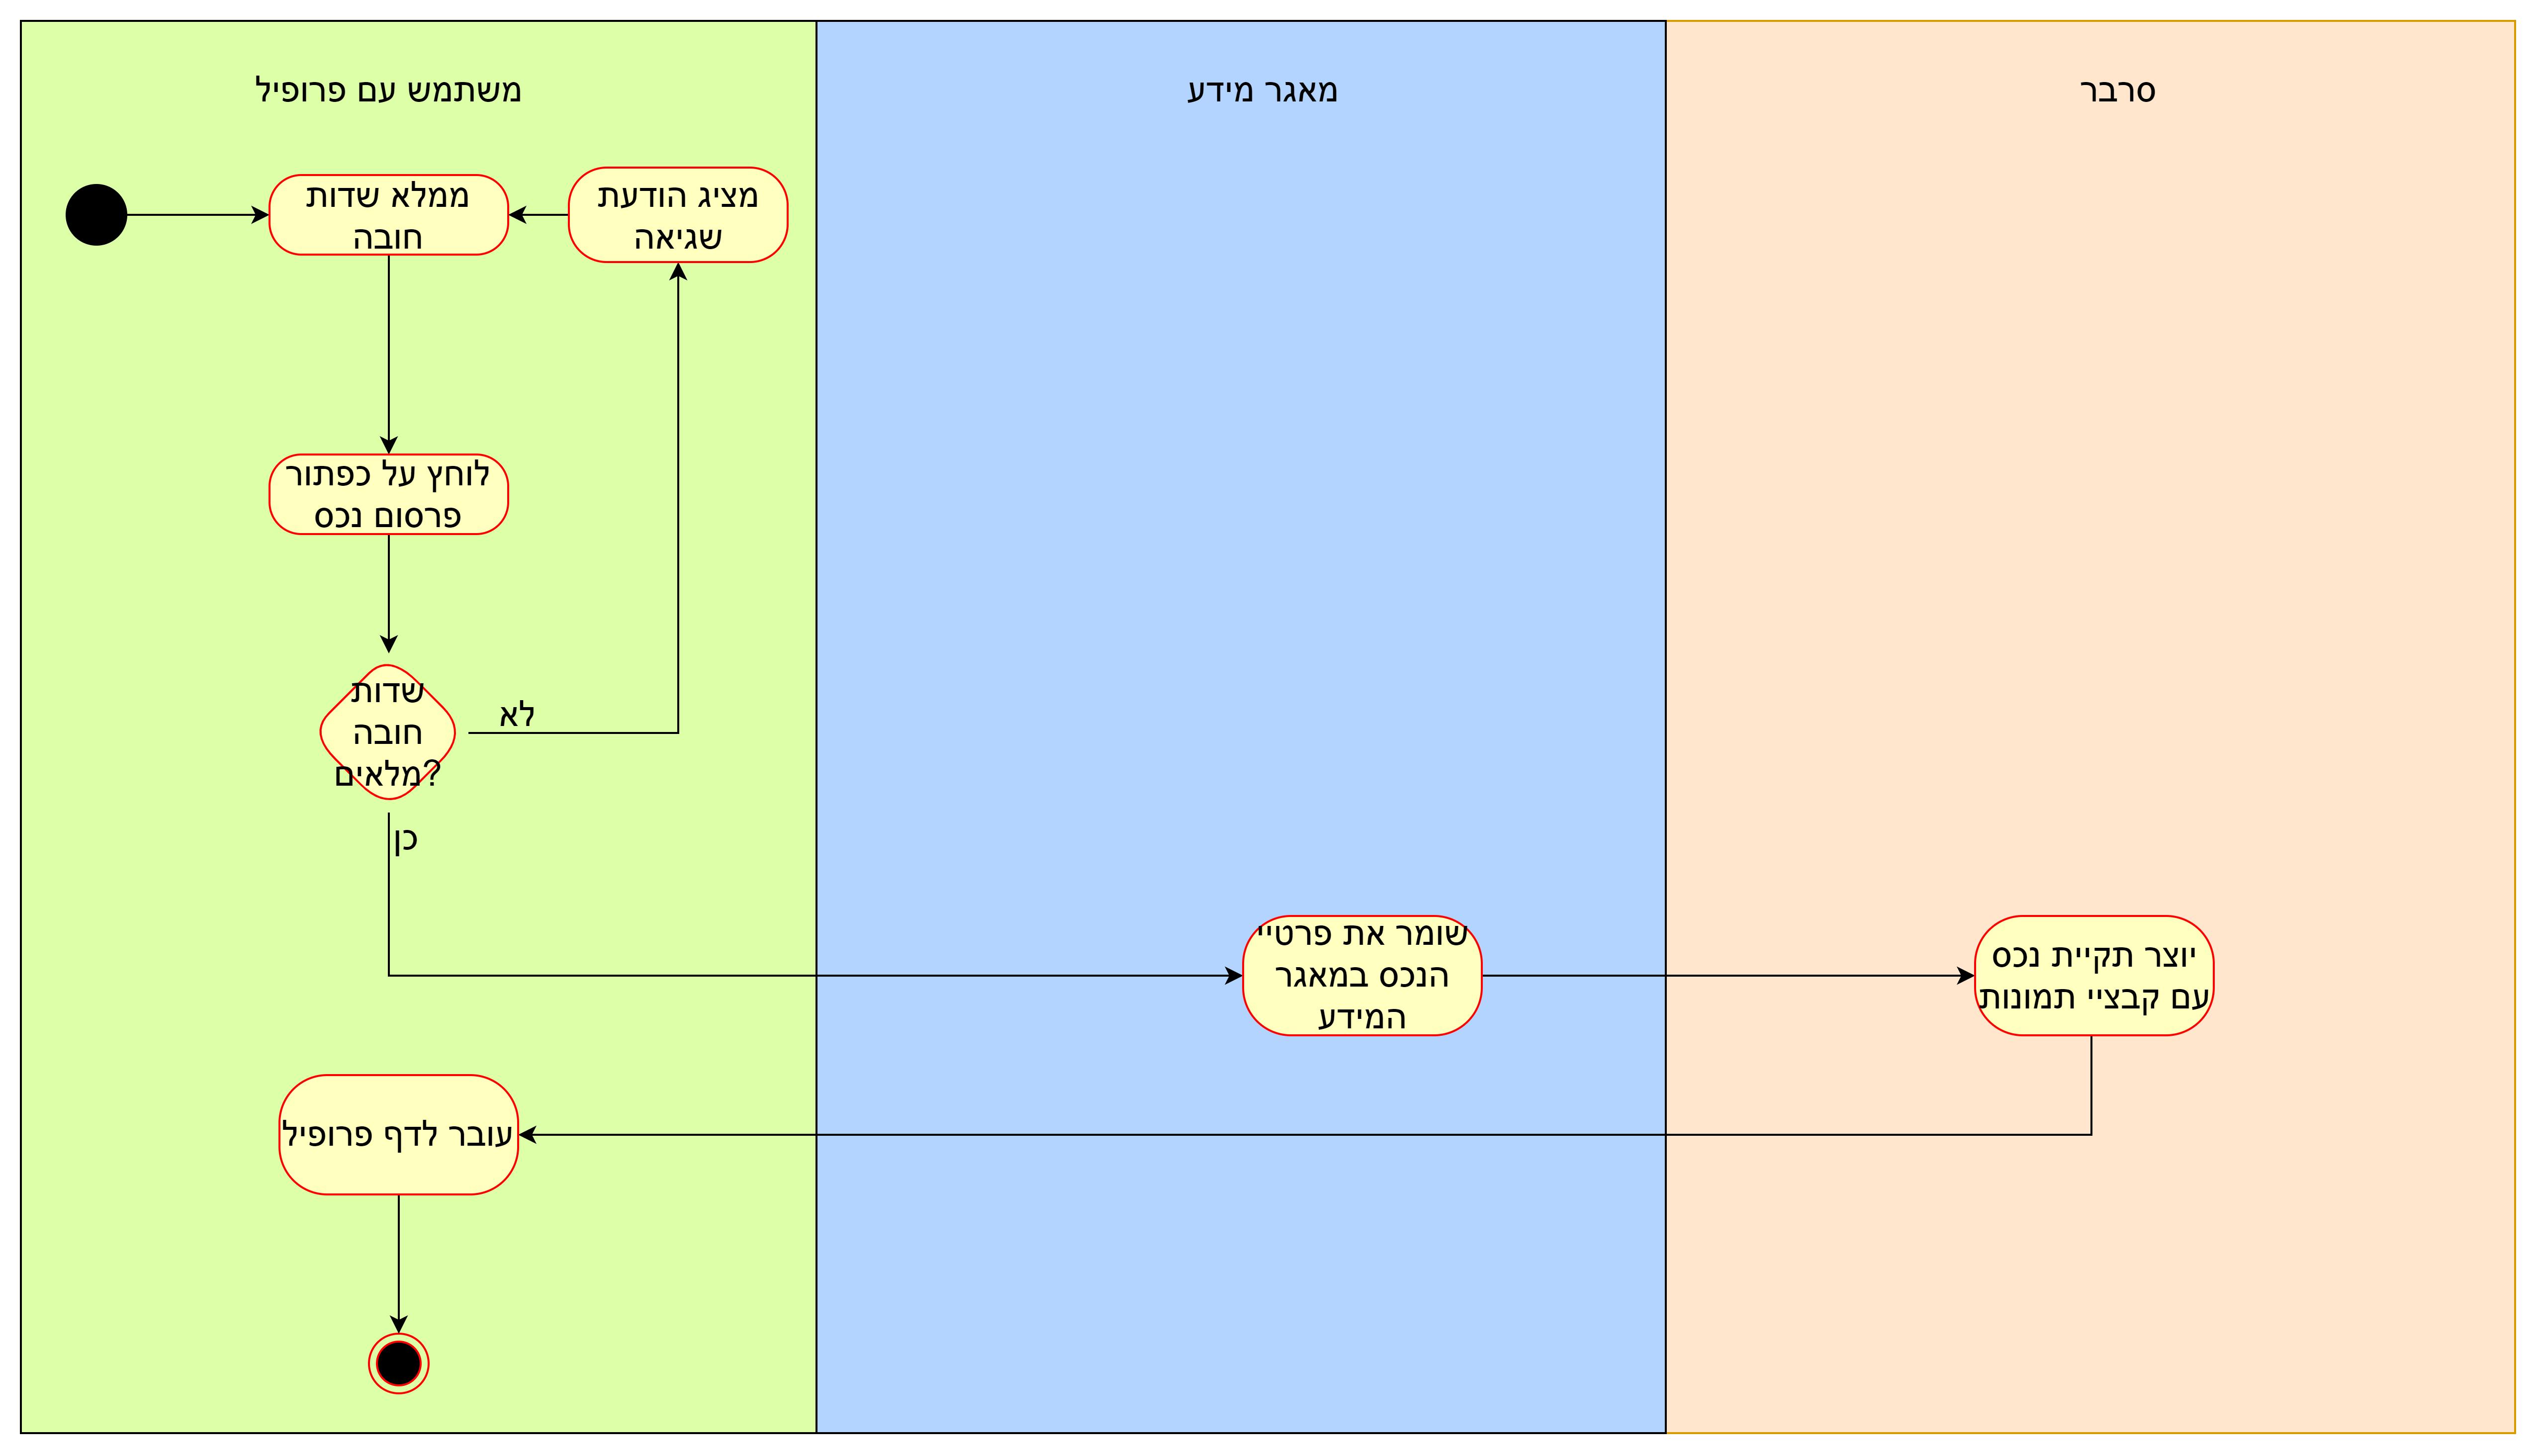 משתמש עם פרופיל
מאגר מידע
סרבר
ממלא שדות
חובה
מציג הודעת
שגיאה
לוחץ על כפתור
פרסום נכס
שדות
חובה
מלאים?
לא
כן
שומר את פרטיי
הנכס במאגר
המידע
יוצר תקיית נכס
עם קבציי תמונות
עובר לדף פרופיל